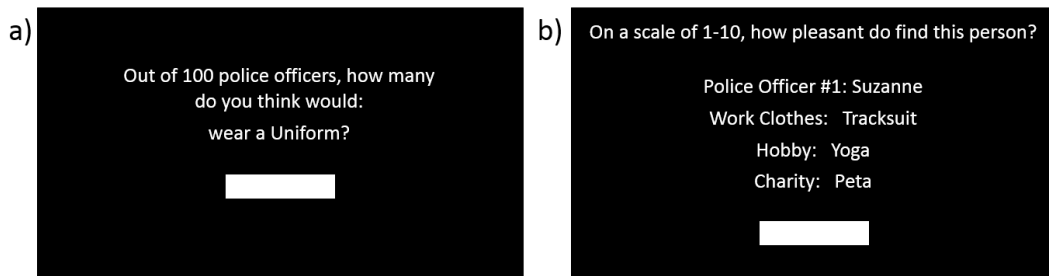 a)
Out of 100 police officers, how many
do you think would:
wear a Uniform?
b)
On a scale of 1-10, how pleasant do find this person?
Police Officer #1: Suzanne
Work Clothes: Tracksuit
Hobby: Yoga
Charity: Peta